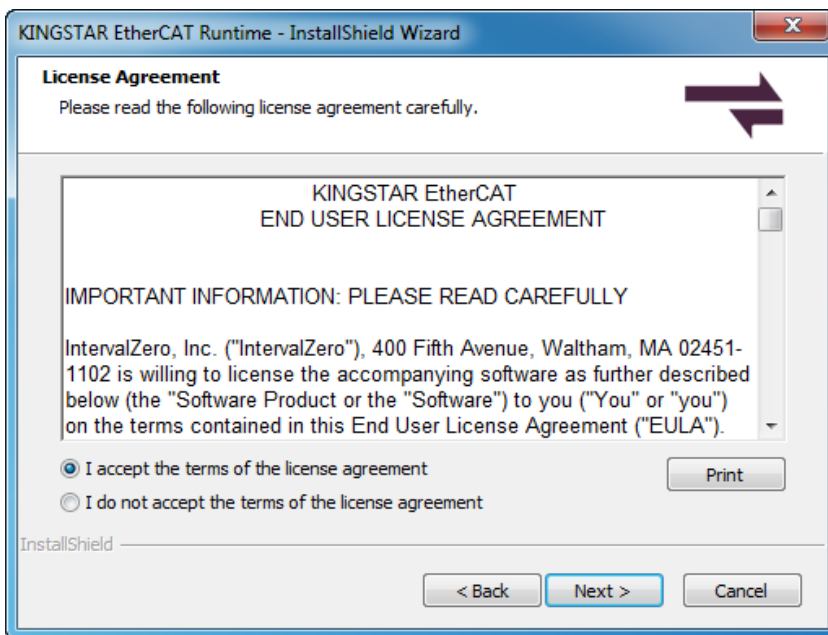 KINGSTAR EtherCAT Runtime - InstallShield Wizard
License Agreement
Please read the following license agreement carefully.
KINGSTAR EtherCAT
END USER LICENSE AGREEMENT
IMPORTANT INFORMATION: PLEASE READ CAREFULLY
IntervalZero, Inc. ("IntervalZero"), 400 Fifth Avenue, Waltham, MA 02451-
1102 is willing to license the accompanying software as further described
below (the "Software Product or the "Software") to you ("You" or "you")
on the terms contained in this End User License Agreement ("EULA").
I accept the terms of the license agreement
Print
I do not accept the terms of the license agreement
InstallShield
< Back
Next >
Cancel